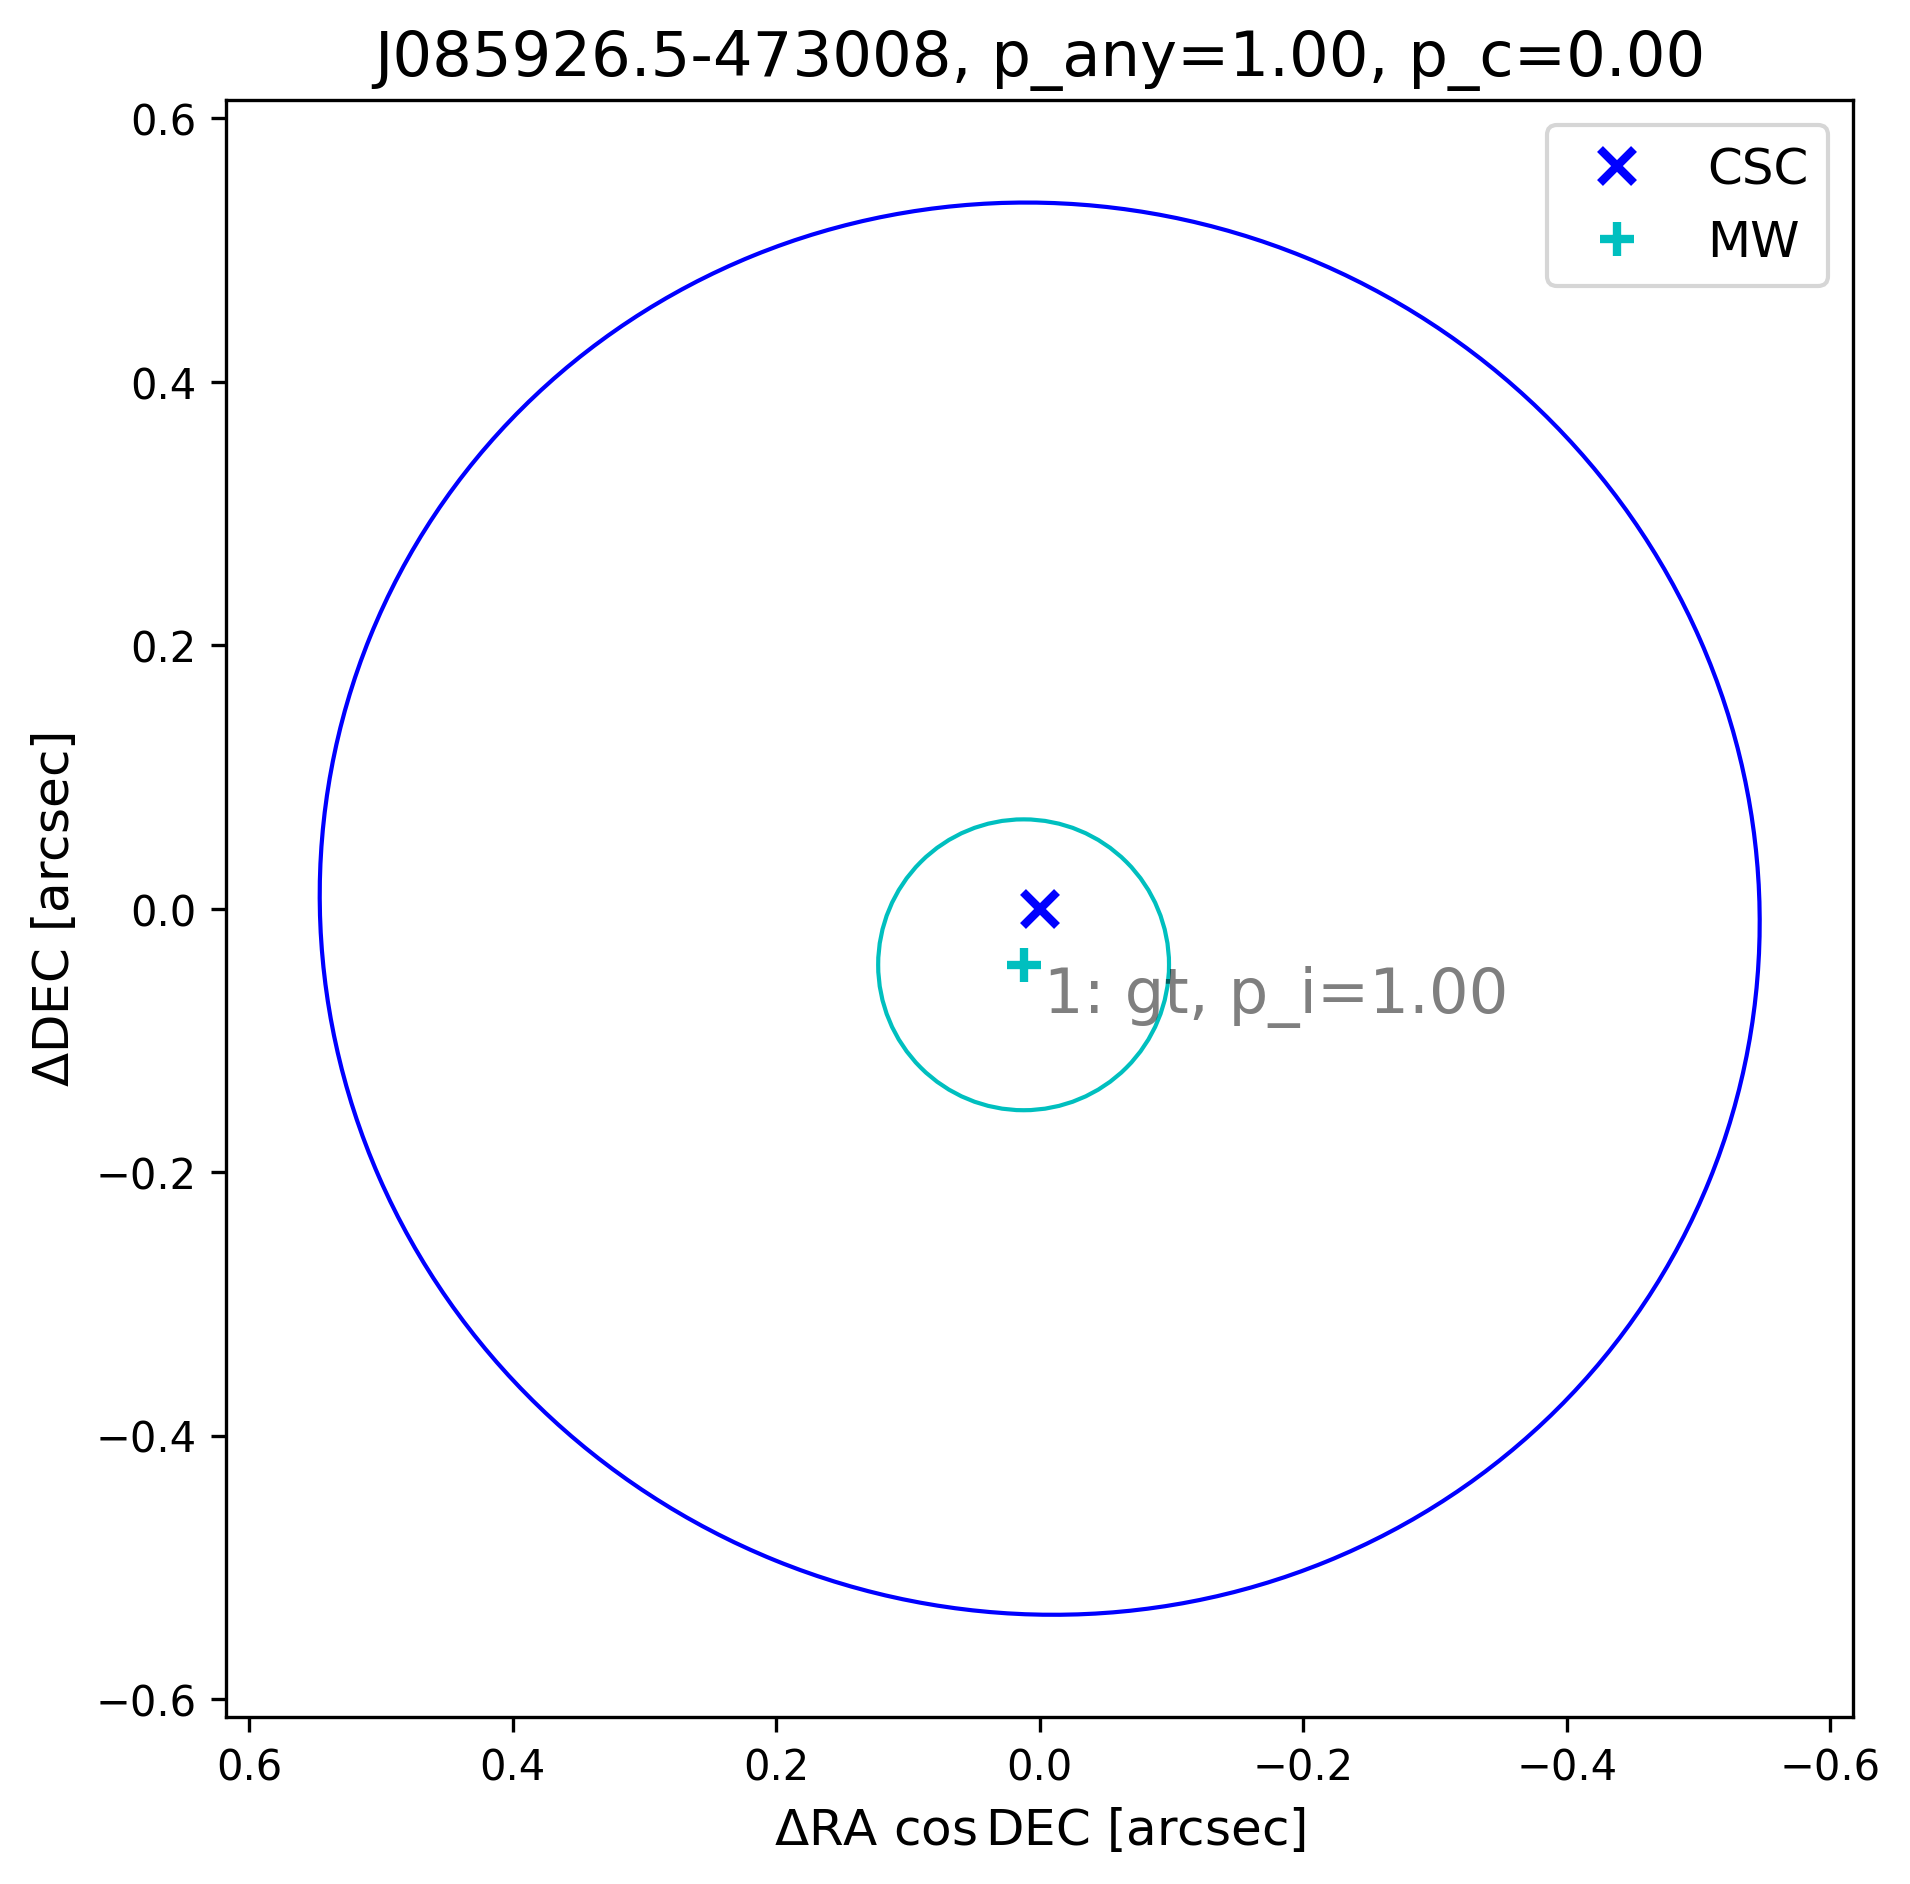 J085926.5-473008, p_any=1.00, p_c=0.00
CSC
MW
0.6
0.4
0.2
0.0
−0.2
−0.4
−0.6
ΔDEC [arcsec]
1: gt, p_i=1.00
0.6 0.4 0.2 0.0 −0.2 −0.4 −0.6
ΔRA cos DEC [arcsec]